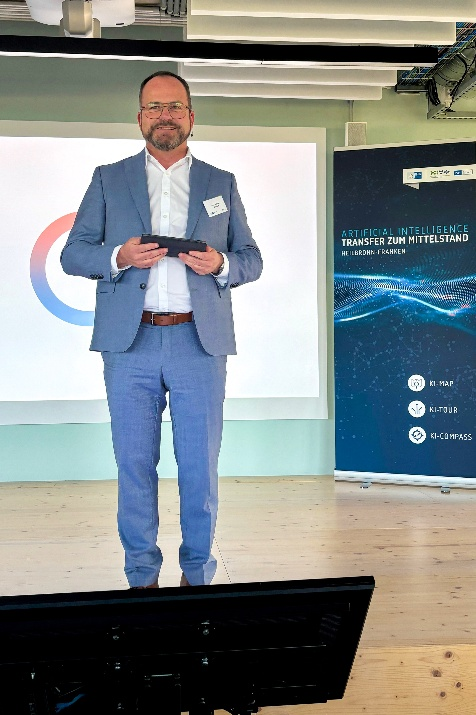 ARTIFICIAL INTELLIGENCE
TRANSFER ZUM MITTELSTAND
HEILBRONN-FRANKEN
KI-MAP
KI-TOUR
KI-COMPASS